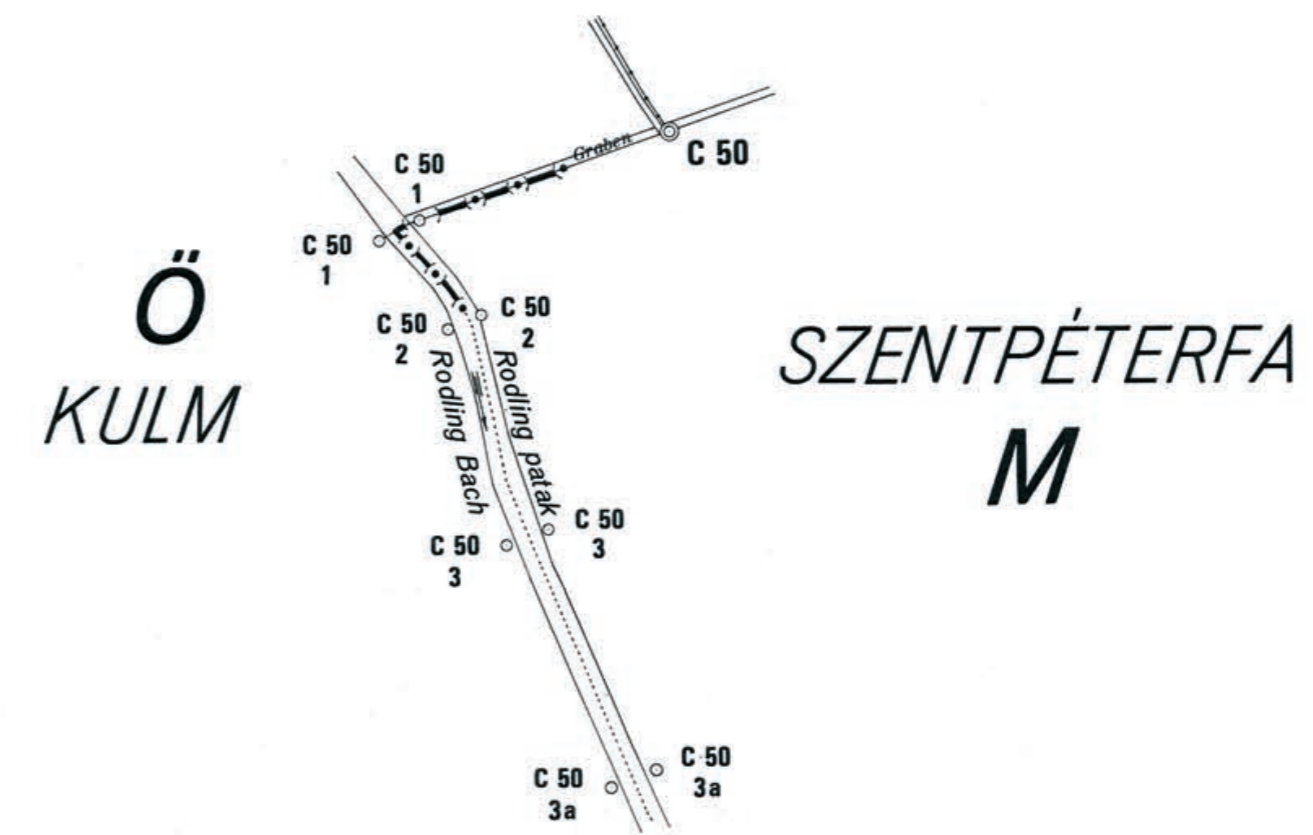 Graben
C 50
C 50
1
C 50
1
Ö
KULM
C 50
2
C 50
2
Rodling Bach
Rodling patak
SZENTPÉTERFA
M
C 50
3
C 50
3
C 50
3a
C 50
3a